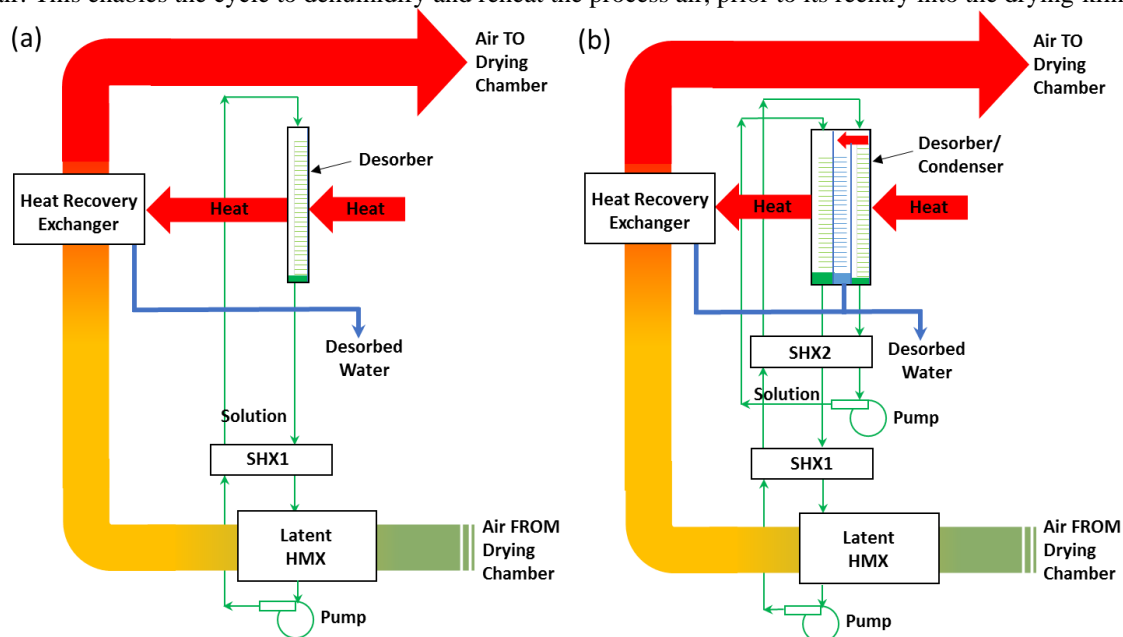 air. This enables the cycle to dehumidify and reheat the process air, prior to its reentry into the drying kiln
(a)
Air TO
Drying
Chamber
Desorber
Heat Recovery
Exchanger
Heat
Heat
Desorbed
Water
Solution
SHX1
Latent
HMX
Air FROM
Drying
Chamber
Pump
(b)
Air TO
Drying
Chamber
Desorber/
Condenser
Heat Recovery
Exchanger
Heat
Heat
SHX2
Desorbed
Water
Solution
Pump
SHX1
Latent
HMX
Air FROM
Drying
Chamber
Pump